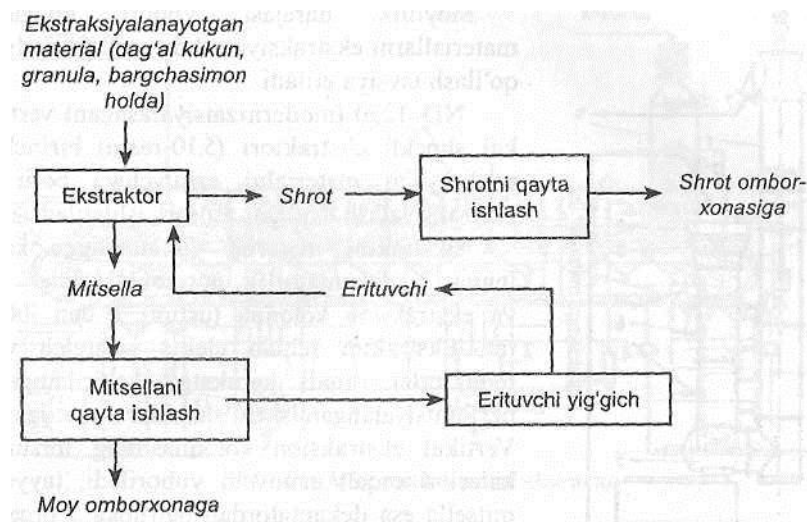 Ekstraksiyalanayotgan
material (dag'al kukun,
granula, bargchasimon
holda)
Ekstraktor
Shrot
Shrotni qayta
ishlash
Shrot ombor-
xonasiga
Mitsella
Erituvchi
Mitsellani
qayta ishlash
Erituvchi yig'gich
Moy omborxonaga